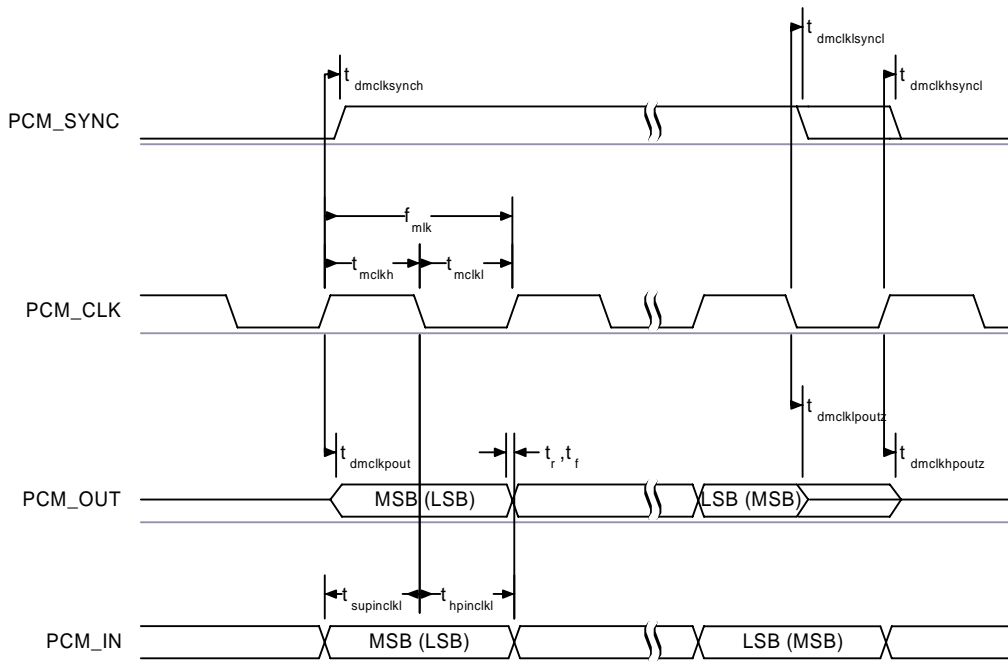 t dmclklsyncl
t dmclksynch
t dmclkhsyncl
PCM_SYNC
f mlk
t mclkh
t mclkl
PCM_CLK
t dmclkpout
t r ,t f
t dmclklpoutz
t dmclkhpoutz
PCM_OUT
MSB (LSB)
LSB (MSB)
t supinclkl
t hpinclkl
PCM_IN
MSB (LSB)
LSB (MSB)